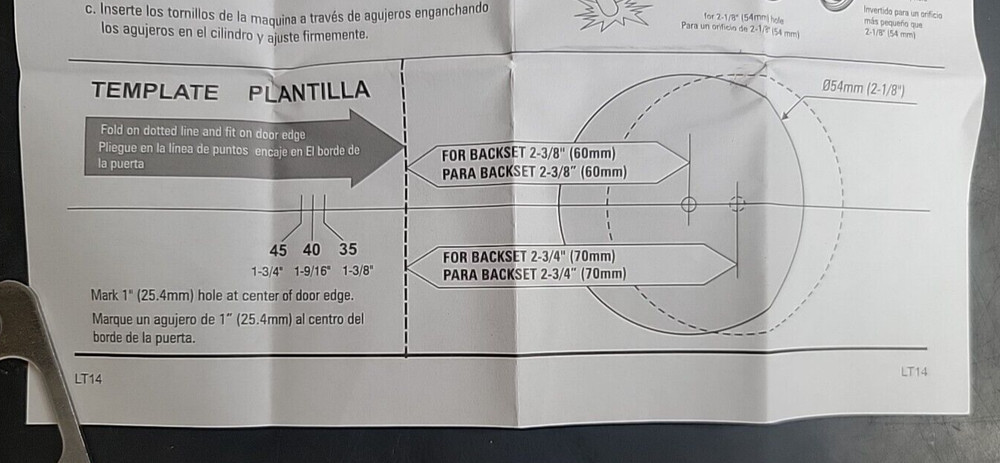 c. Inserte los tornillos de la maquina a través de agujeros enganchando
los agujeros en el cilindro y ajuste firmemente.
for 2-1/8" (54mm) hole
Para un orificio de 2-1/8" (54 mm)
Invertido para un orificio
más pequeño que
2-1/8" (54 mm)
TEMPLATE PLANTILLA
Fold on dotted line and fit on door edge
Pliegue en la línea de puntos encaje en El borde de
la puerta
Ø54mm (2-1/8")
FOR BACKSET 2-3/8" (60mm)
PARA BACKSET 2-3/8" (60mm)
45 40 35
1-3/4" 1-9/16" 1-3/8"
FOR BACKSET 2-3/4" (70mm)
PARA BACKSET 2-3/4" (70mm)
Mark 1" (25.4mm) hole at center of door edge.
Marque un agujero de 1" (25.4mm) al centro del
borde de la puerta.
LT14
LT14